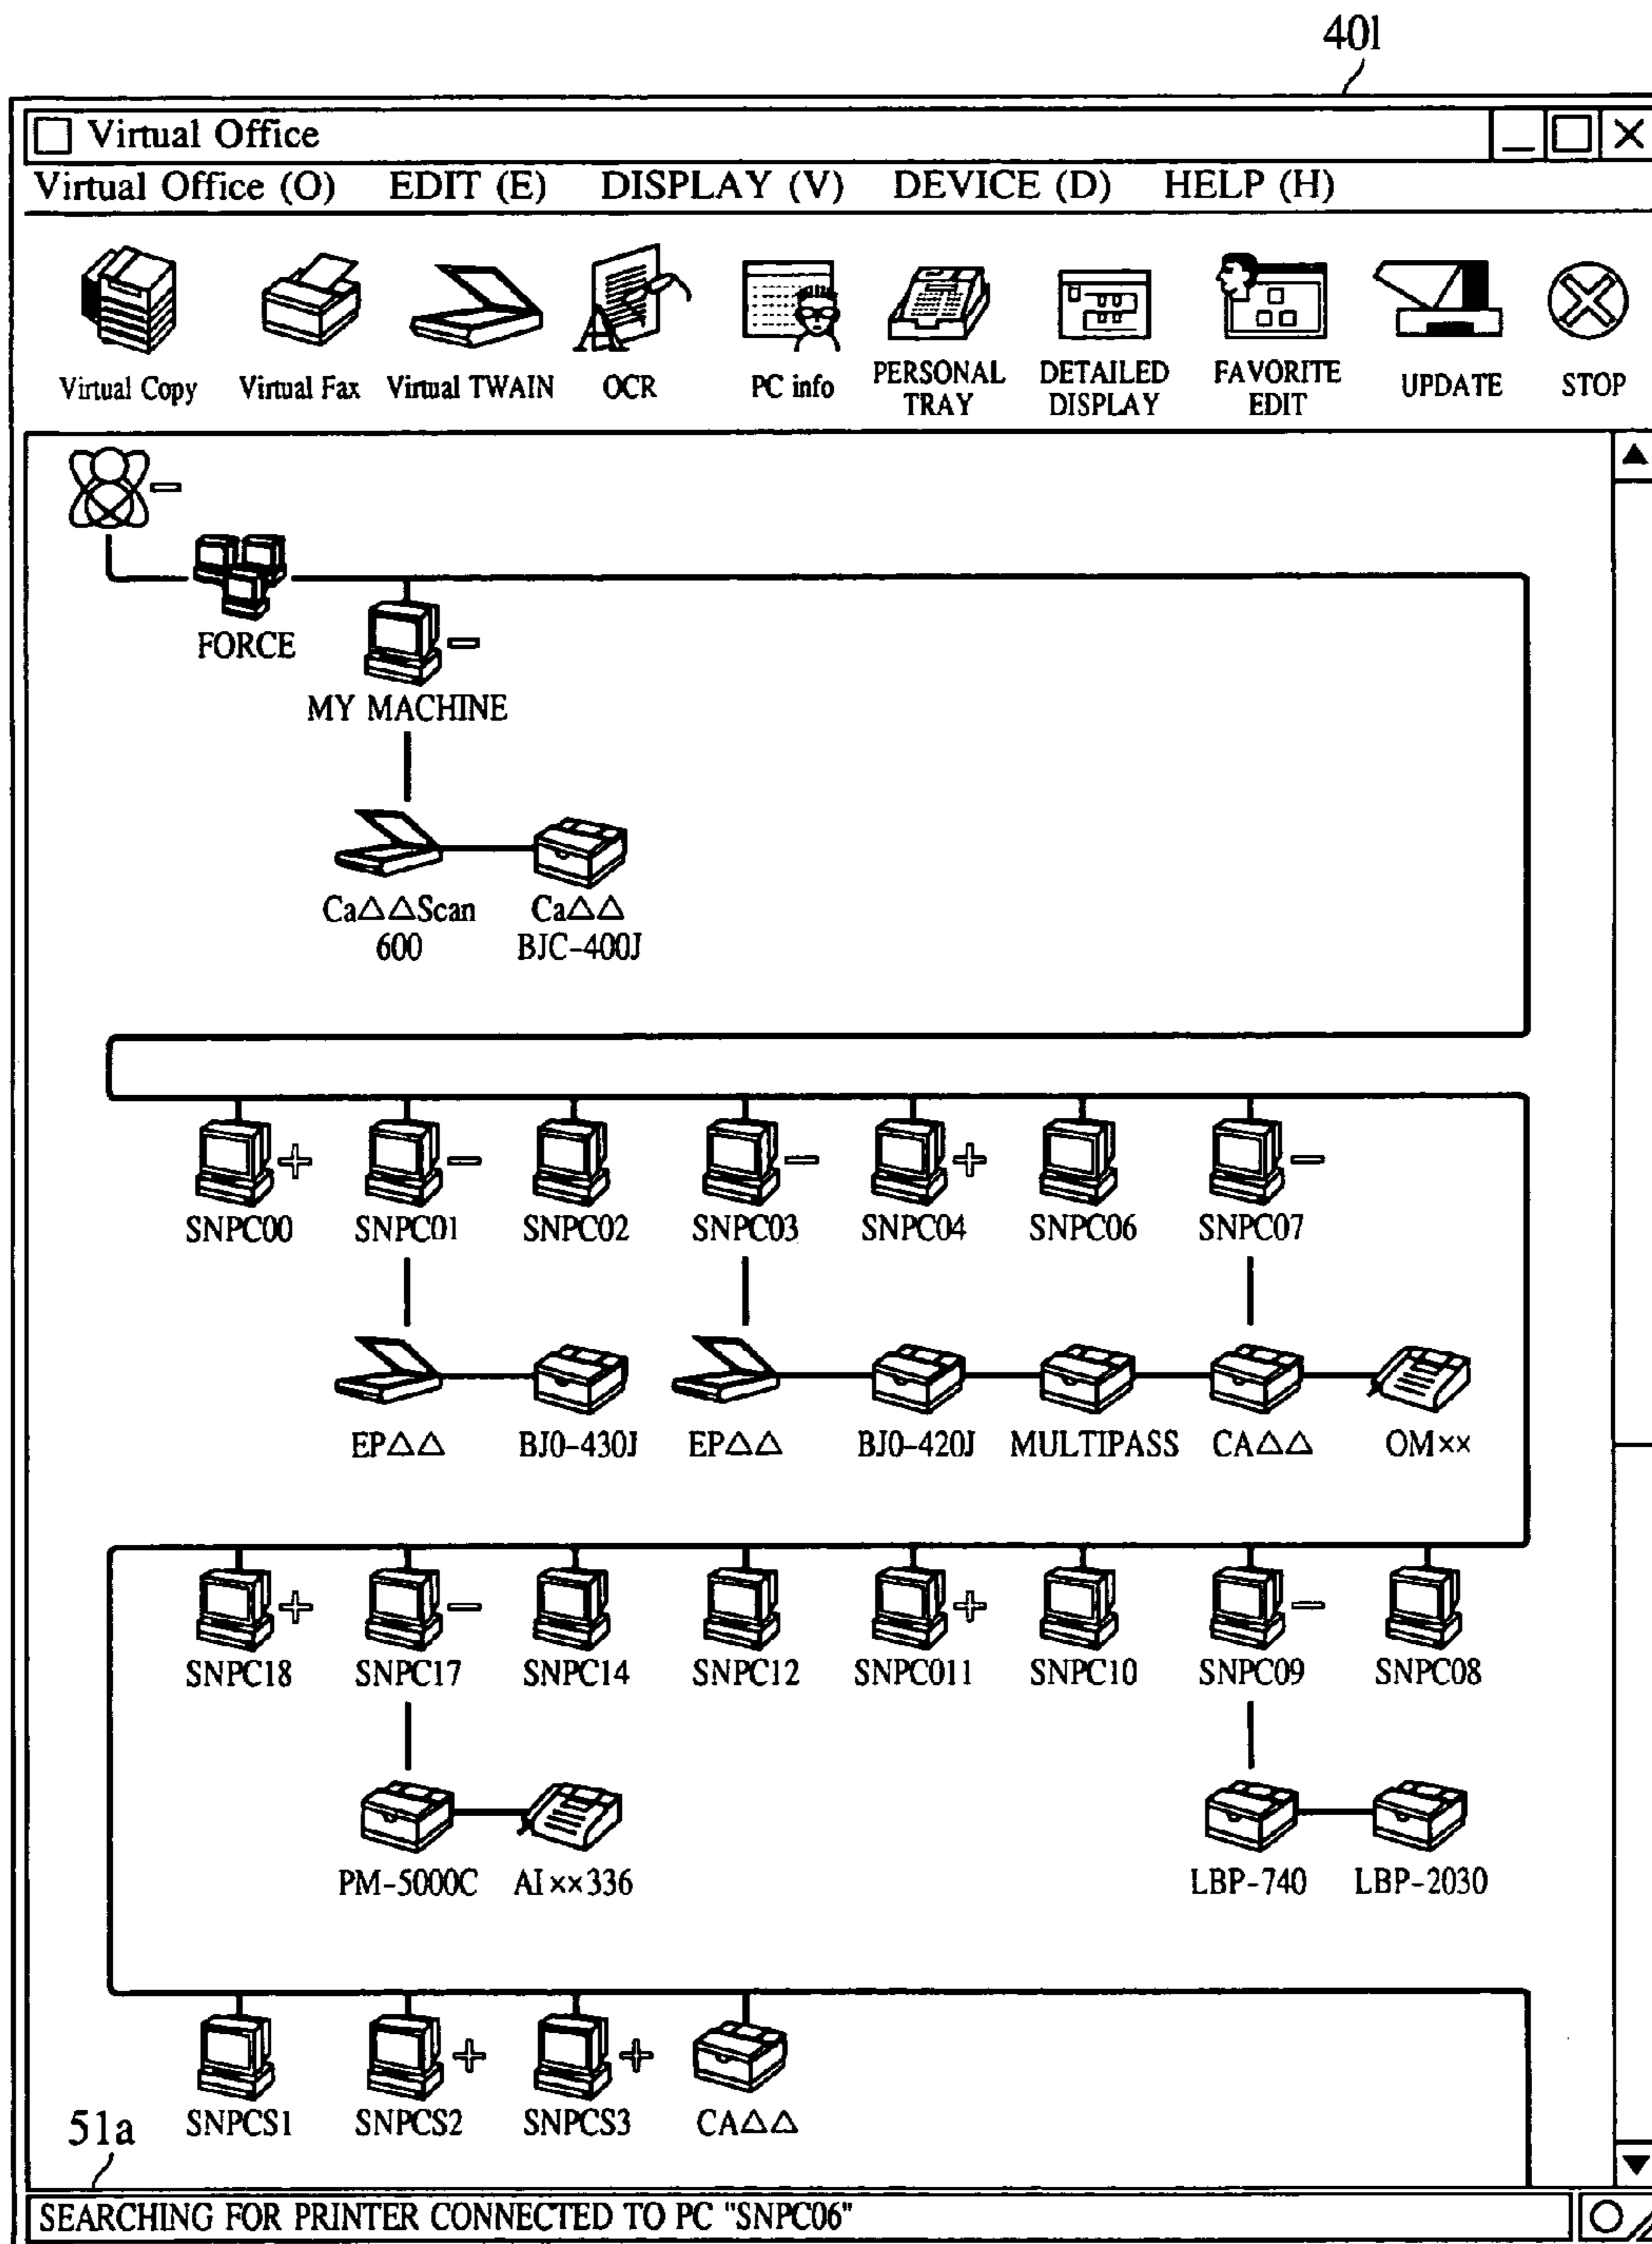 401
Virtual Office
Virtual Office (O) EDIT (E) DISPLAY (V) DEVICE (D) HELP (H)
Virtual Copy Virtual Fax Virtual TWAIN OCR PC info PERSONAL TRAY DETAILED DISPLAY FAVORITE EDIT UPDATE STOP
FORCE
MY MACHINE
Ca△△Scan 600 Ca△△ BJC-400J
SNPC00 SNPC01 SNPC02 SNPC03 SNPC04 SNPC06 SNPC07
EP△△ BJ0-430J EP△△ BJ0-420J MULTIPASS CA△△ OM××
SNPC18 SNPC17 SNPC14 SNPC12 SNPC011 SNPC10 SNPC09 SNPC08
PM-5000C AI××336 LBP-740 LBP-2030
SNPCS1 SNPCS2 SNPCS3 CA△△
51a
SEARCHING FOR PRINTER CONNECTED TO PC "SNPC06"